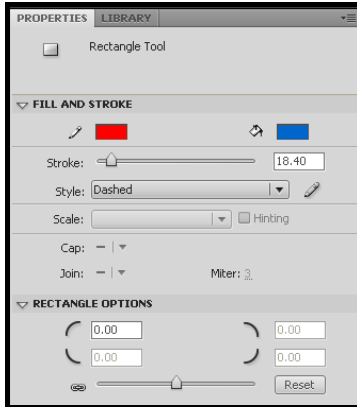 PROPERTIES LIBRARY
Rectangle Tool
FILL AND STROKE
Stroke: 18.40
Style: Dashed
Scale: Hinting
Cap:
Join: Miter: 3
RECTANGLE OPTIONS
0.00 0.00
0.00 0.00
Reset